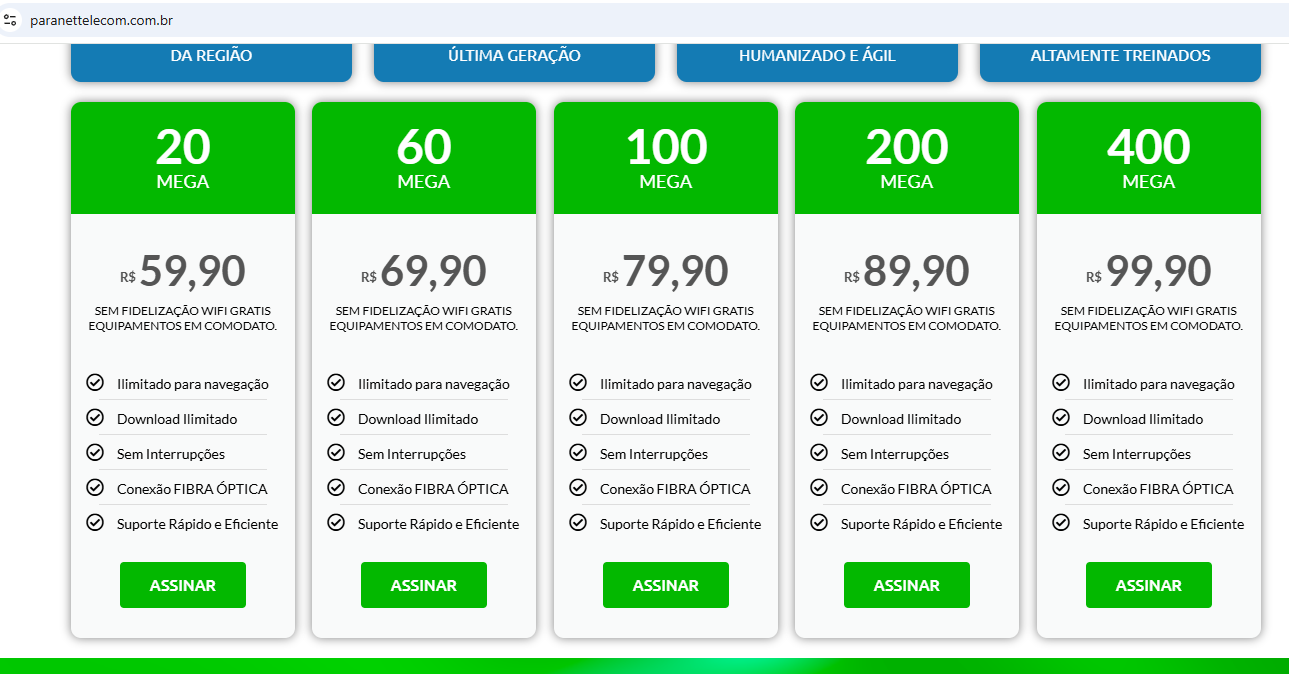 paranettelecom.com.br
DA REGIÃO
ÚLTIMA GERAÇÃO
HUMANIZADO E ÁGIL
ALTAMENTE TREINADOS
20
MEGA
R$ 59,90
SEM FIDELIZAÇÃO WIFI GRATIS
EQUIPAMENTOS EM COMODATO.
Ilimitado para navegação
Download Ilimitado
Sem Interrupções
Conexão FIBRA ÓPTICA
Suporte Rápido e Eficiente
ASSINAR
60
MEGA
R$ 69,90
SEM FIDELIZAÇÃO WIFI GRATIS
EQUIPAMENTOS EM COMODATO.
Ilimitado para navegação
Download Ilimitado
Sem Interrupções
Conexão FIBRA ÓPTICA
Suporte Rápido e Eficiente
ASSINAR
100
MEGA
R$ 79,90
SEM FIDELIZAÇÃO WIFI GRATIS
EQUIPAMENTOS EM COMODATO.
Ilimitado para navegação
Download Ilimitado
Sem Interrupções
Conexão FIBRA ÓPTICA
Suporte Rápido e Eficiente
ASSINAR
200
MEGA
R$ 89,90
SEM FIDELIZAÇÃO WIFI GRATIS
EQUIPAMENTOS EM COMODATO.
Ilimitado para navegação
Download Ilimitado
Sem Interrupções
Conexão FIBRA ÓPTICA
Suporte Rápido e Eficiente
ASSINAR
400
MEGA
R$ 99,90
SEM FIDELIZAÇÃO WIFI GRATIS
EQUIPAMENTOS EM COMODATO.
Ilimitado para navegação
Download Ilimitado
Sem Interrupções
Conexão FIBRA ÓPTICA
Suporte Rápido e Eficiente
ASSINAR